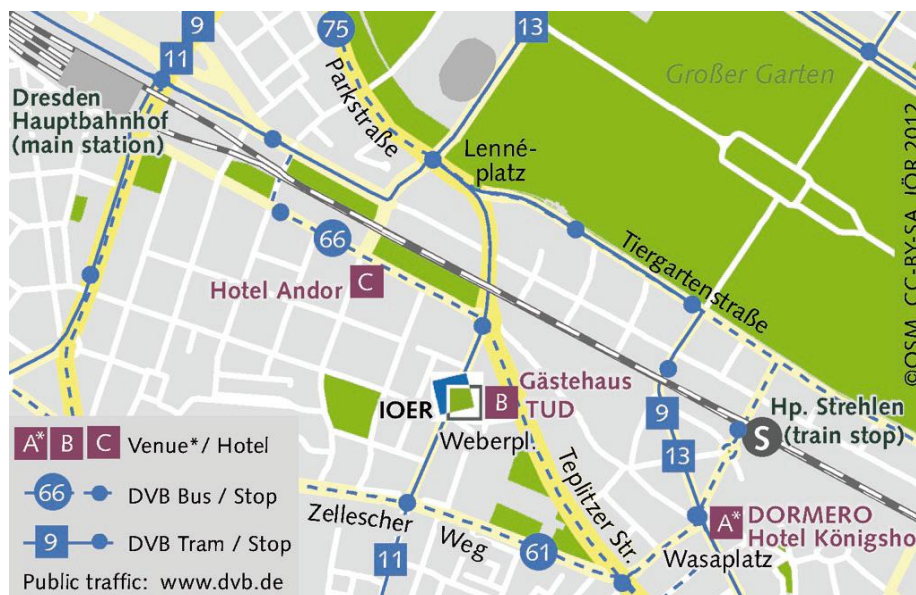 9
75
13
11
Parkstraße
Großer Garten
Dresden
Hauptbahnhof
(main station)
Lenné-
platz
66
Tiergartenstraße
Hotel Andor
C
©OSM, CC-BY-SA, IÖR 2012
Gästehaus
TUD
B
IOER
Weberpl.
9
Hp. Strehlen
(train stop)
S
13
Teplitzer Str.
A* B C Venue*/ Hotel
66 DVB Bus / Stop
9 DVB Tram / Stop
Public traffic: www.dvb.de
Zellescher
Weg
11
61
A*
DORMERO
Hotel Königsho
Wasaplatz